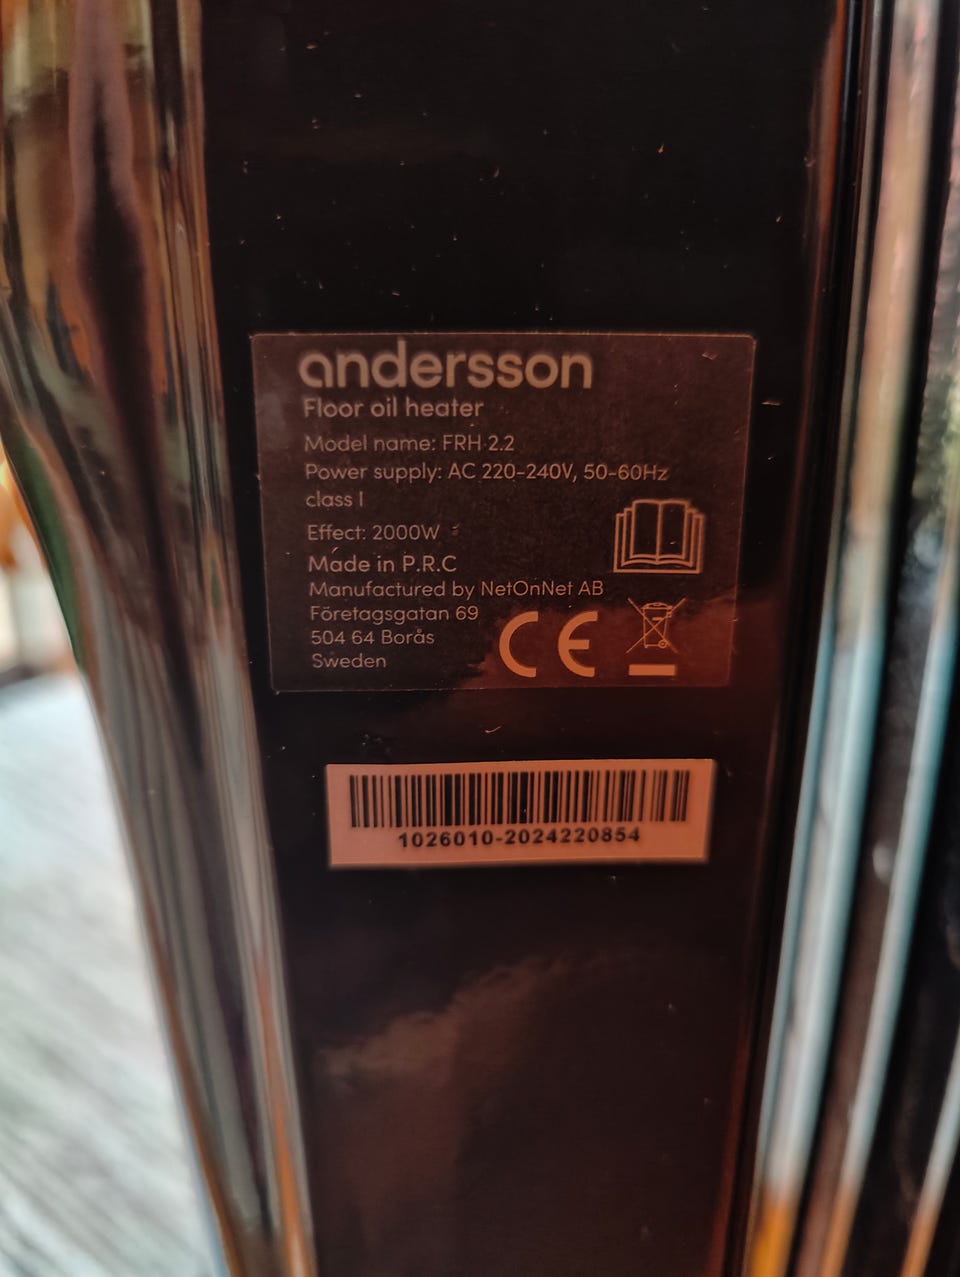 andersson
Floor oil heater
Model name: FRH 2.2
Power supply: AC 220-240V, 50-60Hz
class I
Effect: 2000W
Made in P.R.C
Manufactured by NetOnNet AB
Företagsgatan 69
504 64 Borås
Sweden
CE
1026010-2024220854